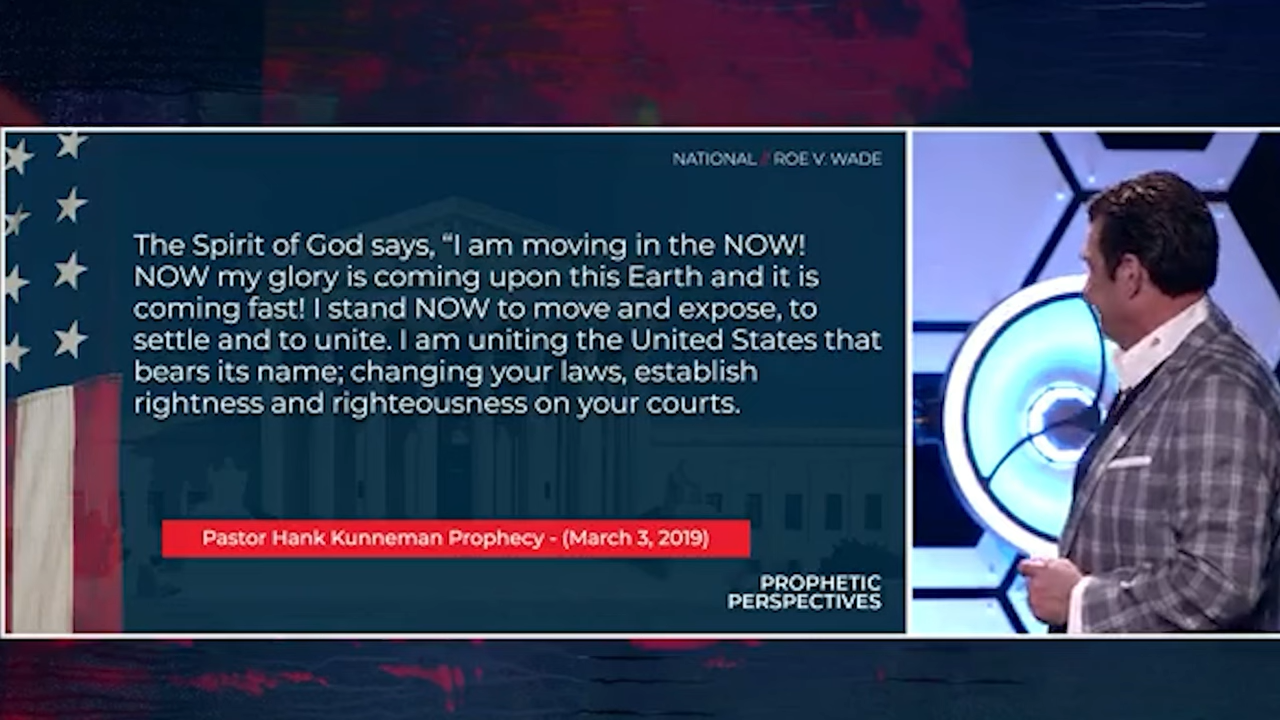 NATIONAL // ROE V. WADE
The Spirit of God says, “I am moving in the NOW!
NOW my glory is coming upon this Earth and it is
coming fast! I stand NOW to move and expose, to
settle and to unite. I am uniting the United States that
bears its name; changing your laws, establish
rightness and righteousness on your courts.
Pastor Hank Kunneman Prophecy - (March 3, 2019)
PROPHETIC
PERSPECTIVES